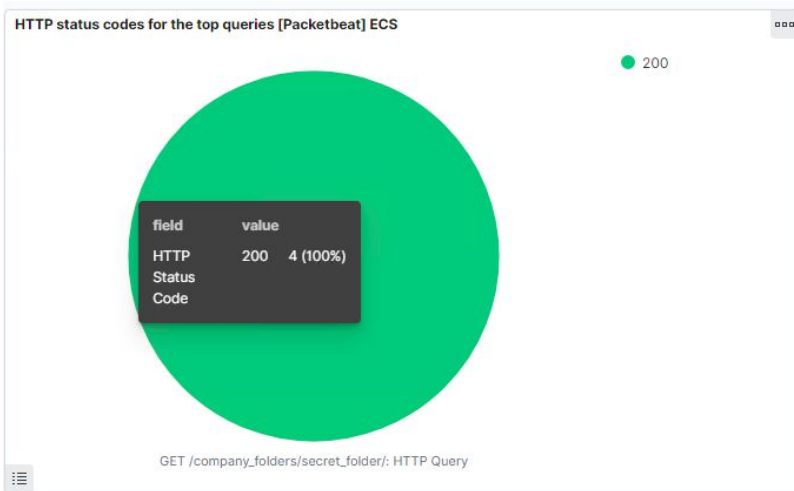 HTTP status codes for the top queries [Packetbeat] ECS
200
field value
HTTP 200 4 (100%)
Status
Code
GET /company_folders/secret_folder/: HTTP Query